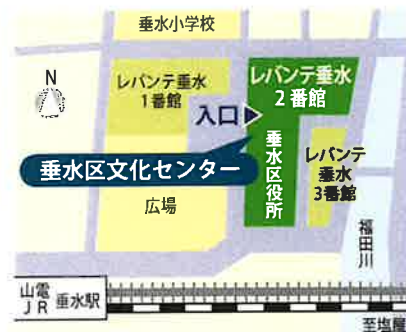 垂水小学校
N
レバンテ垂水
1番館
レバンテ垂水
2番館
入口
垂水区文化センター
垂水区役所
レバンテ
垂水
3番館
広場
福田川
山電
JR
垂水駅
至塩屋